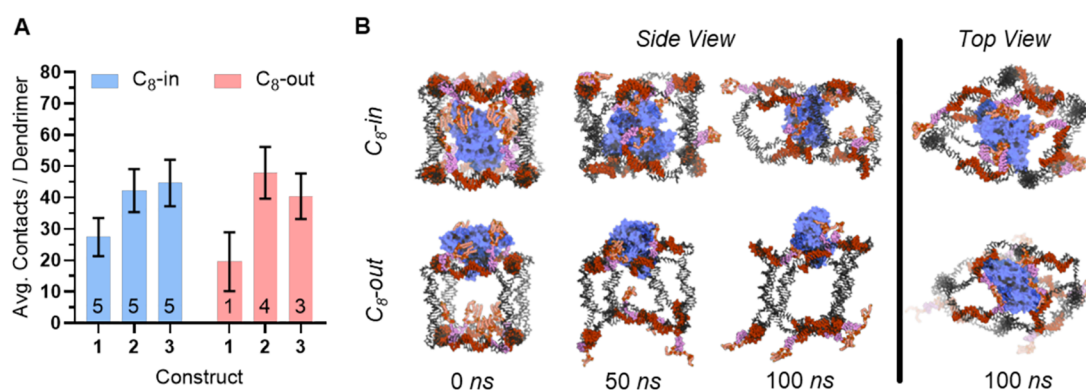 A
Avg. Contacts / Dendrimer
80
70
60
50
40
30
20
10
0
C₈-in
C₈-out
5 5 5 1 4 3
1 2 3 1 2 3
Construct
B
Side View
Top View
C₈-in
C₈-out
0 ns
50 ns
100 ns
100 ns